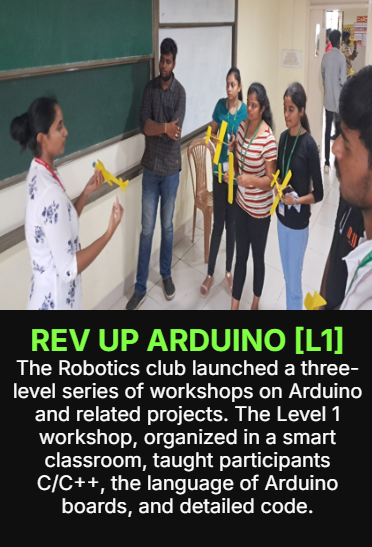 REV UP ARDUINO [L1]
The Robotics club launched a three-
level series of workshops on Arduino
and related projects. The Level 1
workshop, organized in a smart
classroom, taught participants
C/C++, the language of Arduino
boards, and detailed code.